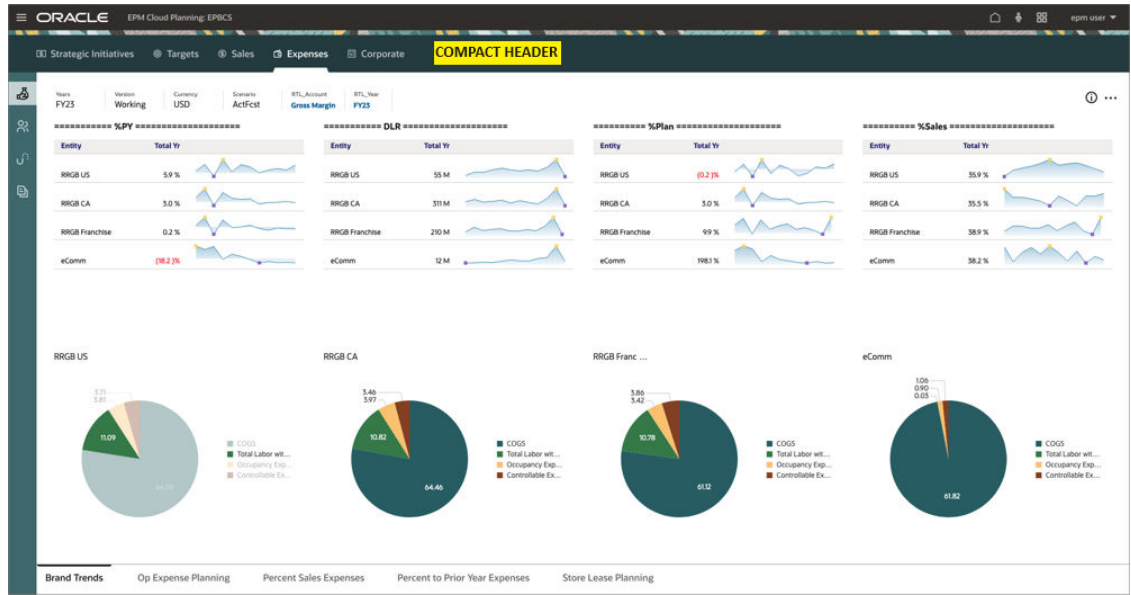 ORACLE EPM Cloud Planning: EPBCS epm user
Strategic Initiatives Targets Sales Expenses Corporate COMPACT HEADER
Years Version Currency Scenario RTL_Account RTL_Year
FY23 Working USD ActFcst Gross Margin FY23
=========== %PY ==================== =========== DLR ==================== ========== %Plan ==================== ========== %Sales ====================
Entity Total Yr Entity Total Yr Entity Total Yr Entity Total Yr
RRGB US 5.9 % RRGB US 55 M RRGB US (0.2 )% RRGB US 35.9 %
RRGB CA 3.0 % RRGB CA 311 M RRGB CA 3.0 % RRGB CA 35.5 %
RRGB Franchise 0.2 % RRGB Franchise 210 M RRGB Franchise 9.9 % RRGB Franchise 38.9 %
eComm (18.2 )% eComm 12 M eComm 198.1 % eComm 38.2 %
RRGB US RRGB CA RRGB Franc ... eComm
3.71
3.81
11.09
COGS
Total Labor wit...
Occupancy Exp...
Controllable Ex...
3.46
3.97
10.82
64.46
COGS
Total Labor wit...
Occupancy Exp...
Controllable Ex...
3.86
3.42
10.78
61.12
COGS
Total Labor wit...
Occupancy Exp...
Controllable Ex...
1.06
0.90
0.03
61.82
COGS
Total Labor wit...
Occupancy Exp...
Controllable Ex...
Brand Trends Op Expense Planning Percent Sales Expenses Percent to Prior Year Expenses Store Lease Planning